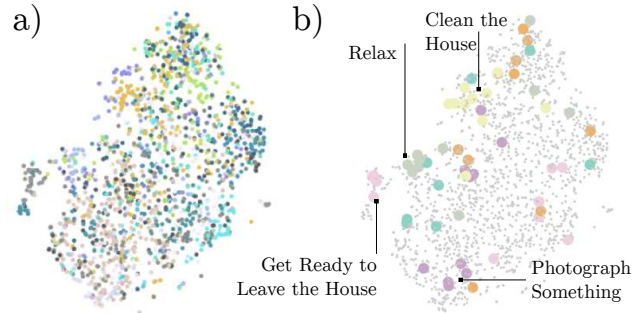 a)
b)
Clean the
House
Relax
Get Ready to
Leave the House
Photograph
Something